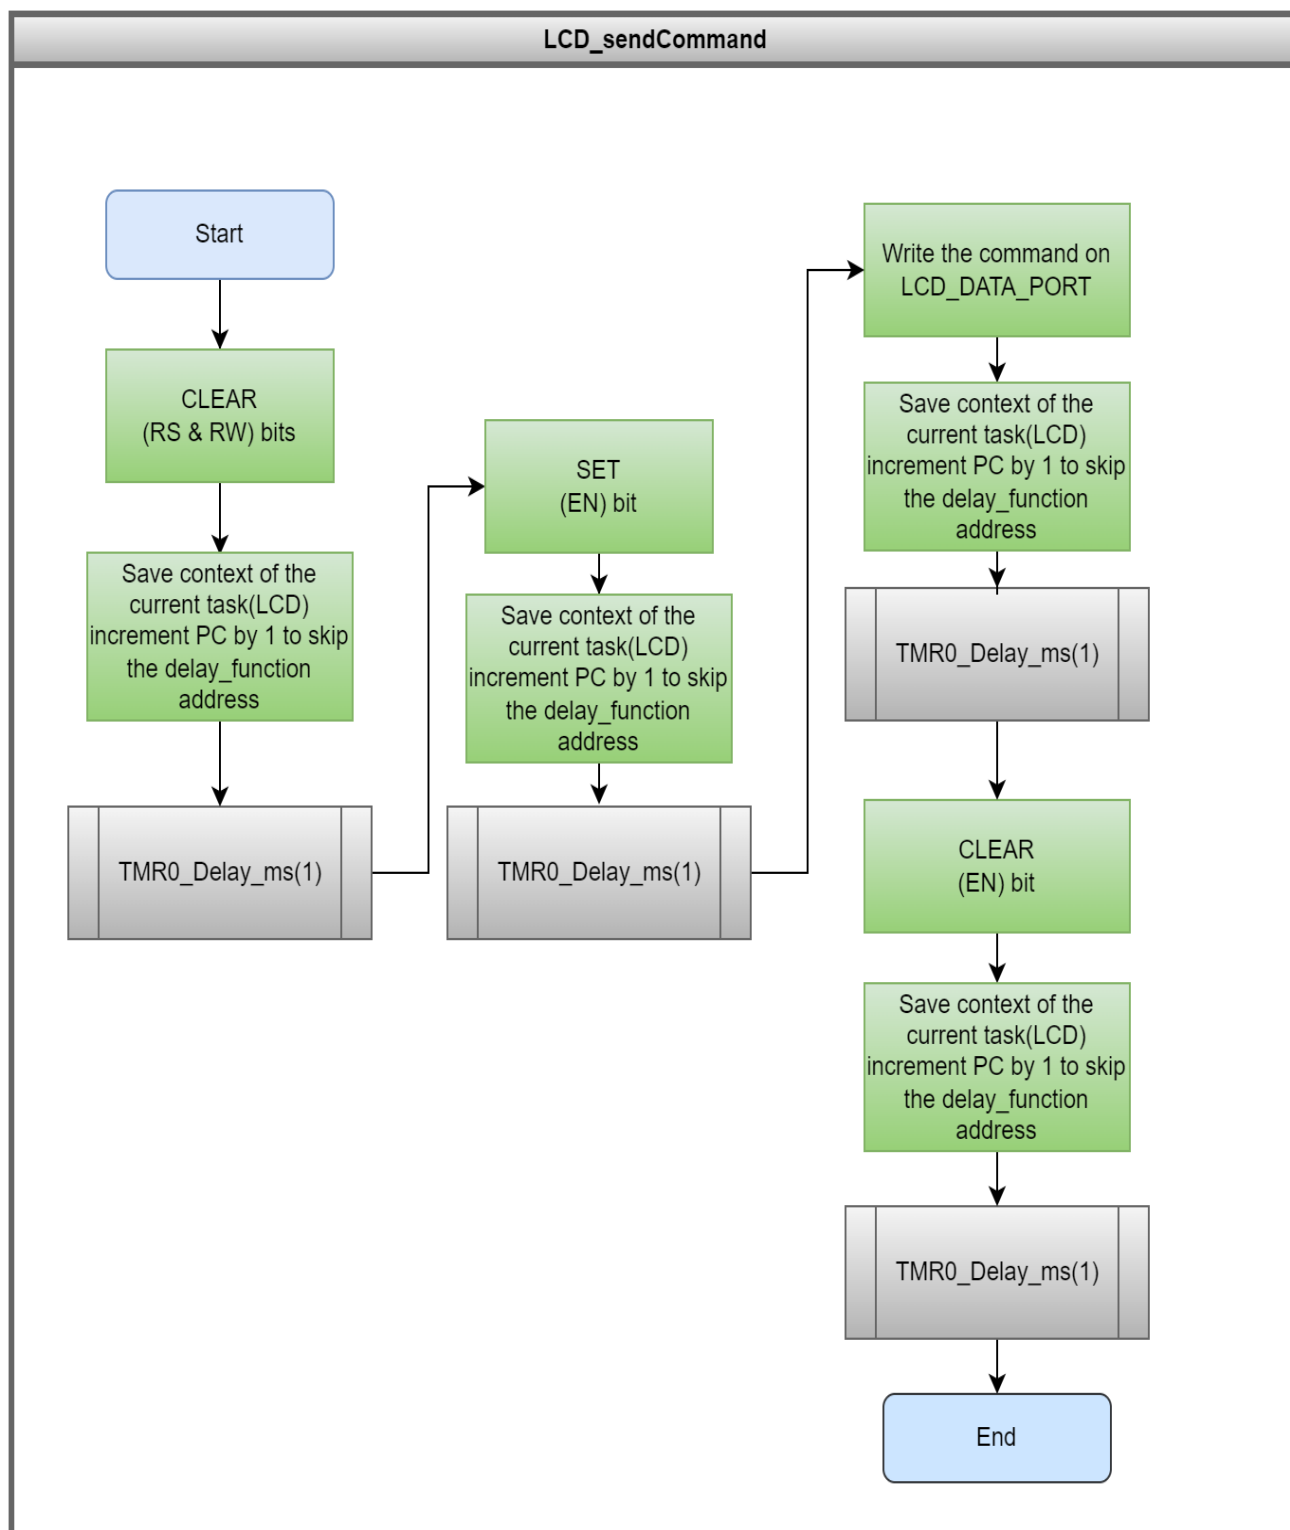 LCD_sendCommand
Start
CLEAR
(RS & RW) bits
Save context of the
current task(LCD)
increment PC by 1 to skip
the delay_function
address
TMR0_Delay_ms(1)
SET
(EN) bit
Save context of the
current task(LCD)
increment PC by 1 to skip
the delay_function
address
TMR0_Delay_ms(1)
Write the command on
LCD_DATA_PORT
Save context of the
current task(LCD)
increment PC by 1 to skip
the delay_function
address
TMR0_Delay_ms(1)
CLEAR
(EN) bit
Save context of the
current task(LCD)
increment PC by 1 to skip
the delay_function
address
TMR0_Delay_ms(1)
End